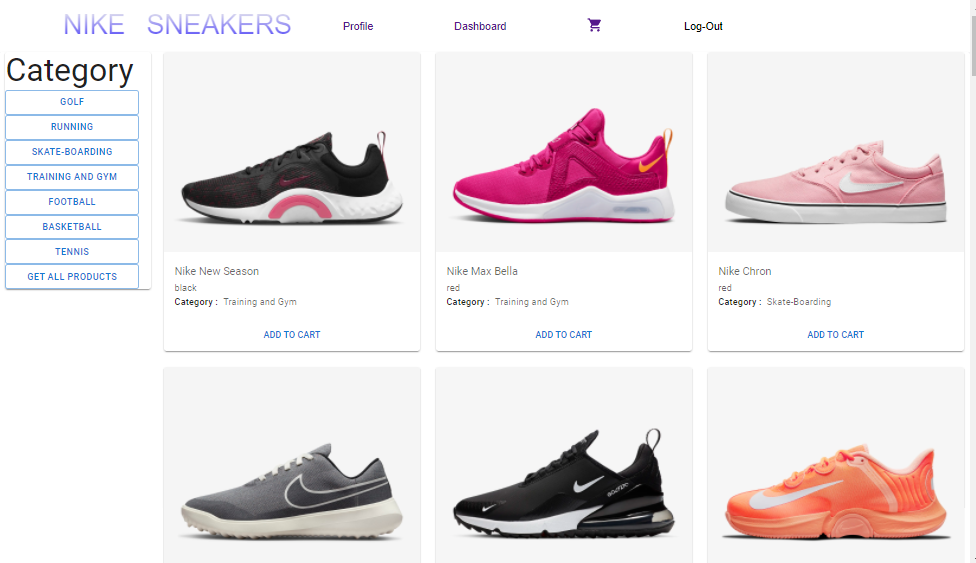 NIKE SNEAKERS
Profile
Dashboard
Log-Out
Category
GOLF
RUNNING
SKATE-BOARDING
TRAINING AND GYM
FOOTBALL
BASKETBALL
TENNIS
GET ALL PRODUCTS
Nike New Season
black
Category : Training and Gym
ADD TO CART
Nike Max Bella
red
Category : Training and Gym
ADD TO CART
Nike Chron
red
Category : Skate-Boarding
ADD TO CART